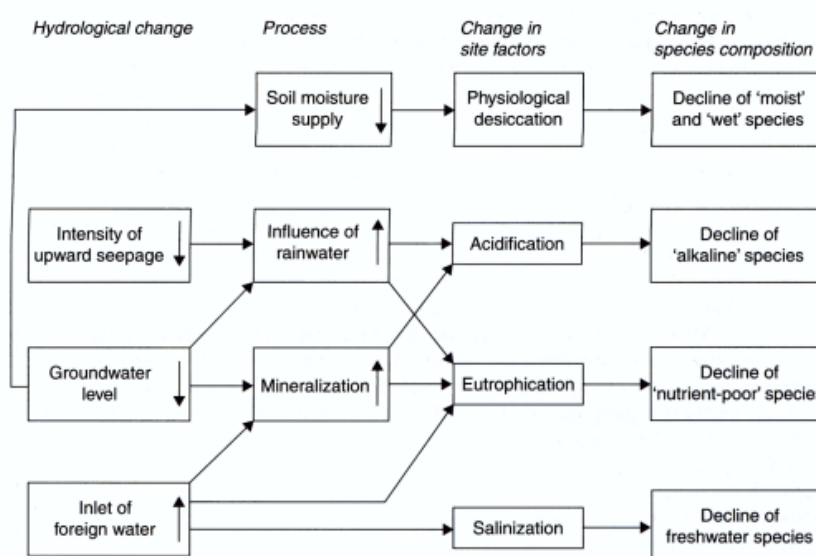 Hydrological change
Process
Change in
site factors
Change in
species composition
Soil moisture
supply
Physiological
desiccation
Decline of ‘moist’
and ‘wet’ species
Intensity of
upward seepage
Influence of
rainwater
Acidification
Decline of
‘alkaline’ species
Groundwater
level
Mineralization
Eutrophication
Decline of
‘nutrient-poor’ species
Inlet of
foreign water
Salinization
Decline of
freshwater species